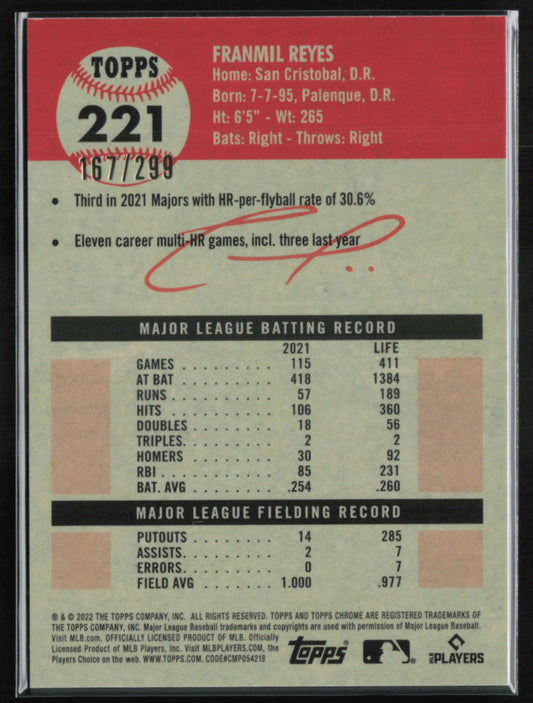 TOPPS
221
167/299
FRANMIL REYES
Home: San Cristobal, D.R.
Born: 7-7-95, Palenque, D.R.
Ht: 6'5" - Wt: 265
Bats: Right - Throws: Right
• Third in 2021 Majors with HR-per-flyball rate of 30.6%
• Eleven career multi-HR games, incl. three last year
MAJOR LEAGUE BATTING RECORD
2021 LIFE
GAMES . . . . . . . . . 115 411
AT BAT . . . . . . . . . 418 1384
RUNS . . . . . . . . . 57 189
HITS . . . . . . . . . 106 360
DOUBLES . . . . . . . . 18 56
TRIPLES. . . . . . . . . 2 2
HOMERS . . . . . . . . 30 92
RBI . . . . . . . . . . 85 231
BAT. AVG . . . . . . . . .254 .260
MAJOR LEAGUE FIELDING RECORD
PUTOUTS . . . . . . . . 14 285
ASSISTS. . . . . . . . . 2 7
ERRORS. . . . . . . . . 0 7
FIELD AVG . . . . . . . 1.000 .977
® & © 2022 THE TOPPS COMPANY, INC. ALL RIGHTS RESERVED. TOPPS AND TOPPS CHROME ARE REGISTERED TRADEMARKS OF
THE TOPPS COMPANY, INC. Major League Baseball trademarks and copyrights are used with permission of Major League Baseball.
Visit MLB.com. OFFICIALLY LICENSED PRODUCT OF MLB. Officially
Licensed Product of MLB Players, Inc. Visit MLBPLAYERS.COM, the
Players Choice on the web. WWW.TOPPS.COM. CODE#CMP054218
Topps
MLB PLAYERS